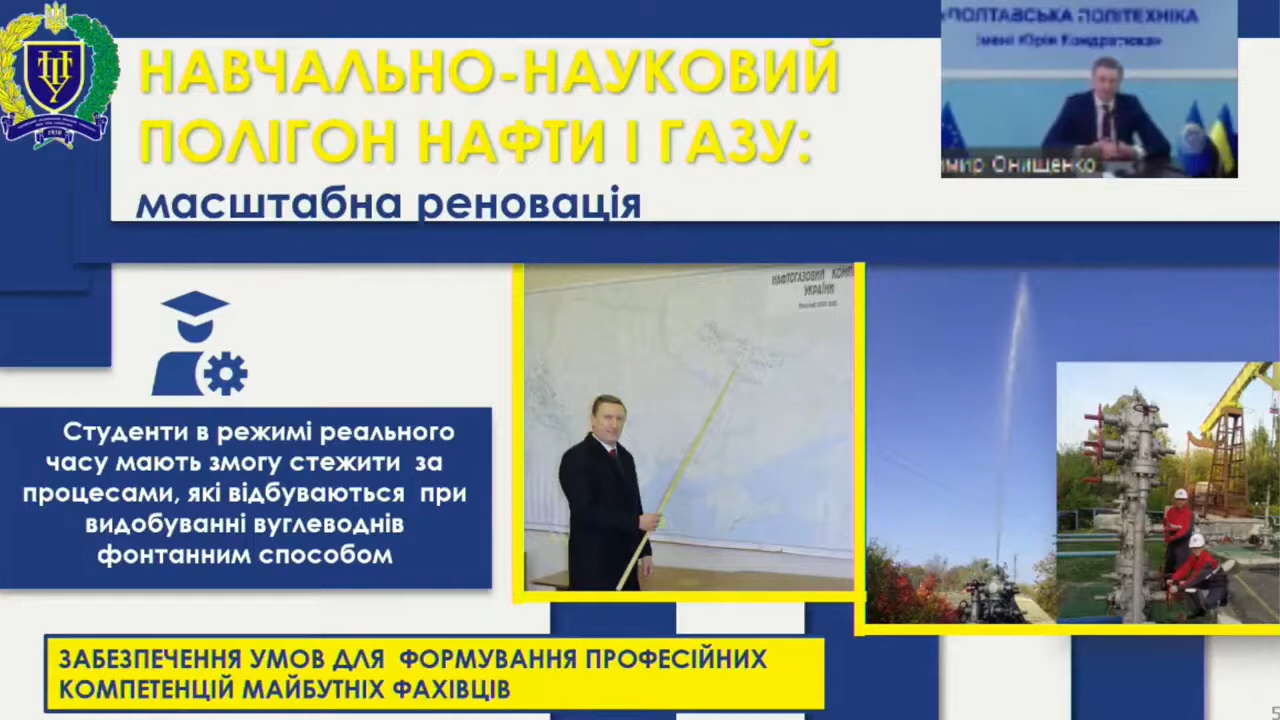 «ПОЛТАВСЬКА ПОЛІТЕХНІКА
імені Юрія Кондратюка»
Онищенко
НАВЧАЛЬНО-НАУКОВИЙ
ПОЛІГОН НАФТИ І ГАЗУ:
масштабна реновація
1930
НАФТОГАЗОВИЙ
УКРАЇНИ
Студенти в режимі реального
часу мають змогу стежити за
процесами, які відбуваються при
видобуванні вуглеводнів
фонтанним способом
ЗАБЕЗПЕЧЕННЯ УМОВ ДЛЯ ФОРМУВАННЯ ПРОФЕСІЙНИХ
КОМПЕТЕНЦІЙ МАЙБУТНІХ ФАХІВЦІВ